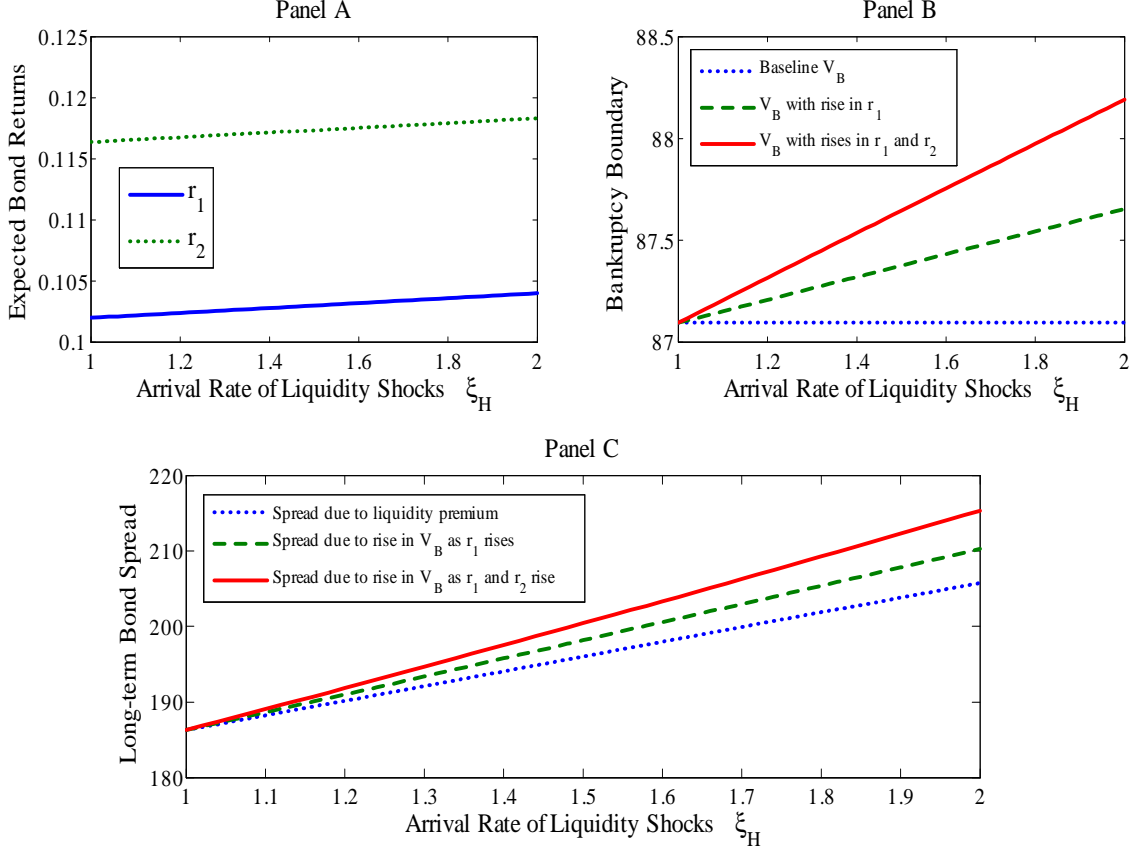 Panel A
0.125
0.12
0.115
0.11
0.105
0.1
Expected Bond Returns
r1
r2
1 1.2 1.4 1.6 1.8 2
Arrival Rate of Liquidity Shocks ξH
Panel B
88.5
88
87.5
87
Bankruptcy Boundary
Baseline VB
VB with rise in r1
VB with rises in r1 and r2
1 1.2 1.4 1.6 1.8 2
Arrival Rate of Liquidity Shocks ξH
Panel C
220
210
200
190
180
Long-term Bond Spread
Spread due to liquidity premium
Spread due to rise in VB as r1 rises
Spread due to rise in VB as r1 and r2 rise
1 1.1 1.2 1.3 1.4 1.5 1.6 1.7 1.8 1.9 2
Arrival Rate of Liquidity Shocks ξH